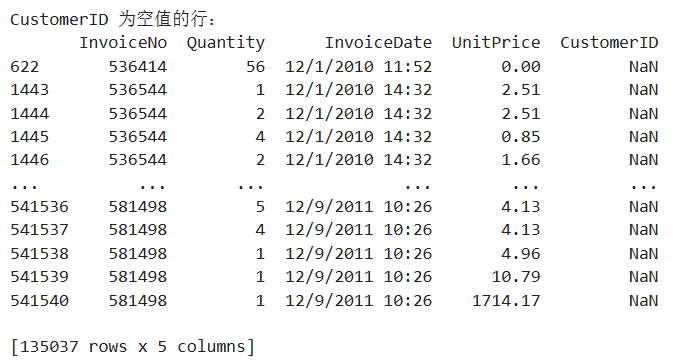 CustomerID 为空值的行：
InvoiceNo Quantity InvoiceDate UnitPrice CustomerID
622 536414 56 12/1/2010 11:52 0.00 NaN
1443 536544 1 12/1/2010 14:32 2.51 NaN
1444 536544 2 12/1/2010 14:32 2.51 NaN
1445 536544 4 12/1/2010 14:32 0.85 NaN
1446 536544 2 12/1/2010 14:32 1.66 NaN
... ... ... ... ... ...
541536 581498 5 12/9/2011 10:26 4.13 NaN
541537 581498 4 12/9/2011 10:26 4.13 NaN
541538 581498 1 12/9/2011 10:26 4.96 NaN
541539 581498 1 12/9/2011 10:26 10.79 NaN
541540 581498 1 12/9/2011 10:26 1714.17 NaN
[135037 rows x 5 columns]